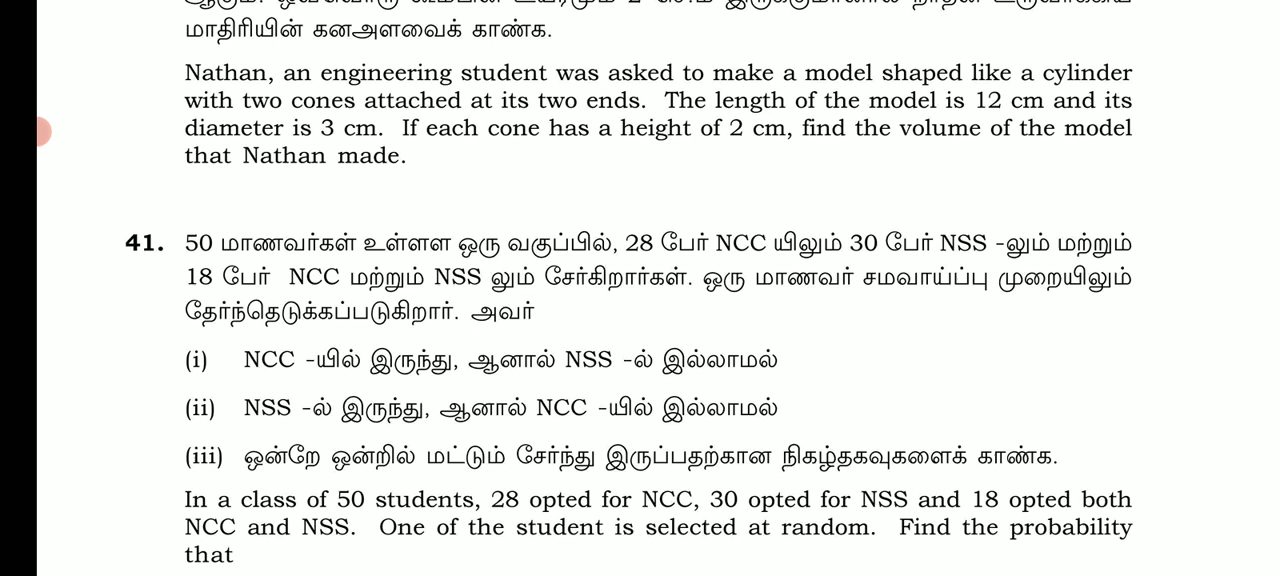 மாதிரியின் கனஅளவைக் காண்க.
Nathan, an engineering student was asked to make a model shaped like a cylinder
with two cones attached at its two ends. The length of the model is 12 cm and its
diameter is 3 cm. If each cone has a height of 2 cm, find the volume of the model
that Nathan made.
41. 50 மாணவர்கள் உள்ளள ஒரு வகுப்பில், 28 பேர் NCC யிலும் 30 பேர் NSS -லும் மற்றும்
18 பேர் NCC மற்றும் NSS லும் சேர்கிறார்கள். ஒரு மாணவர் சமவாய்ப்பு முறையிலும்
தேர்ந்தெடுக்கப்படுகிறார். அவர்
(i) NCC -யில் இருந்து, ஆனால் NSS -ல் இல்லாமல்
(ii) NSS -ல் இருந்து, ஆனால் NCC -யில் இல்லாமல்
(iii) ஒன்றே ஒன்றில் மட்டும் சேர்ந்து இருப்பதற்கான நிகழ்தகவுகளைக் காண்க.
In a class of 50 students, 28 opted for NCC, 30 opted for NSS and 18 opted both
NCC and NSS. One of the student is selected at random. Find the probability
that